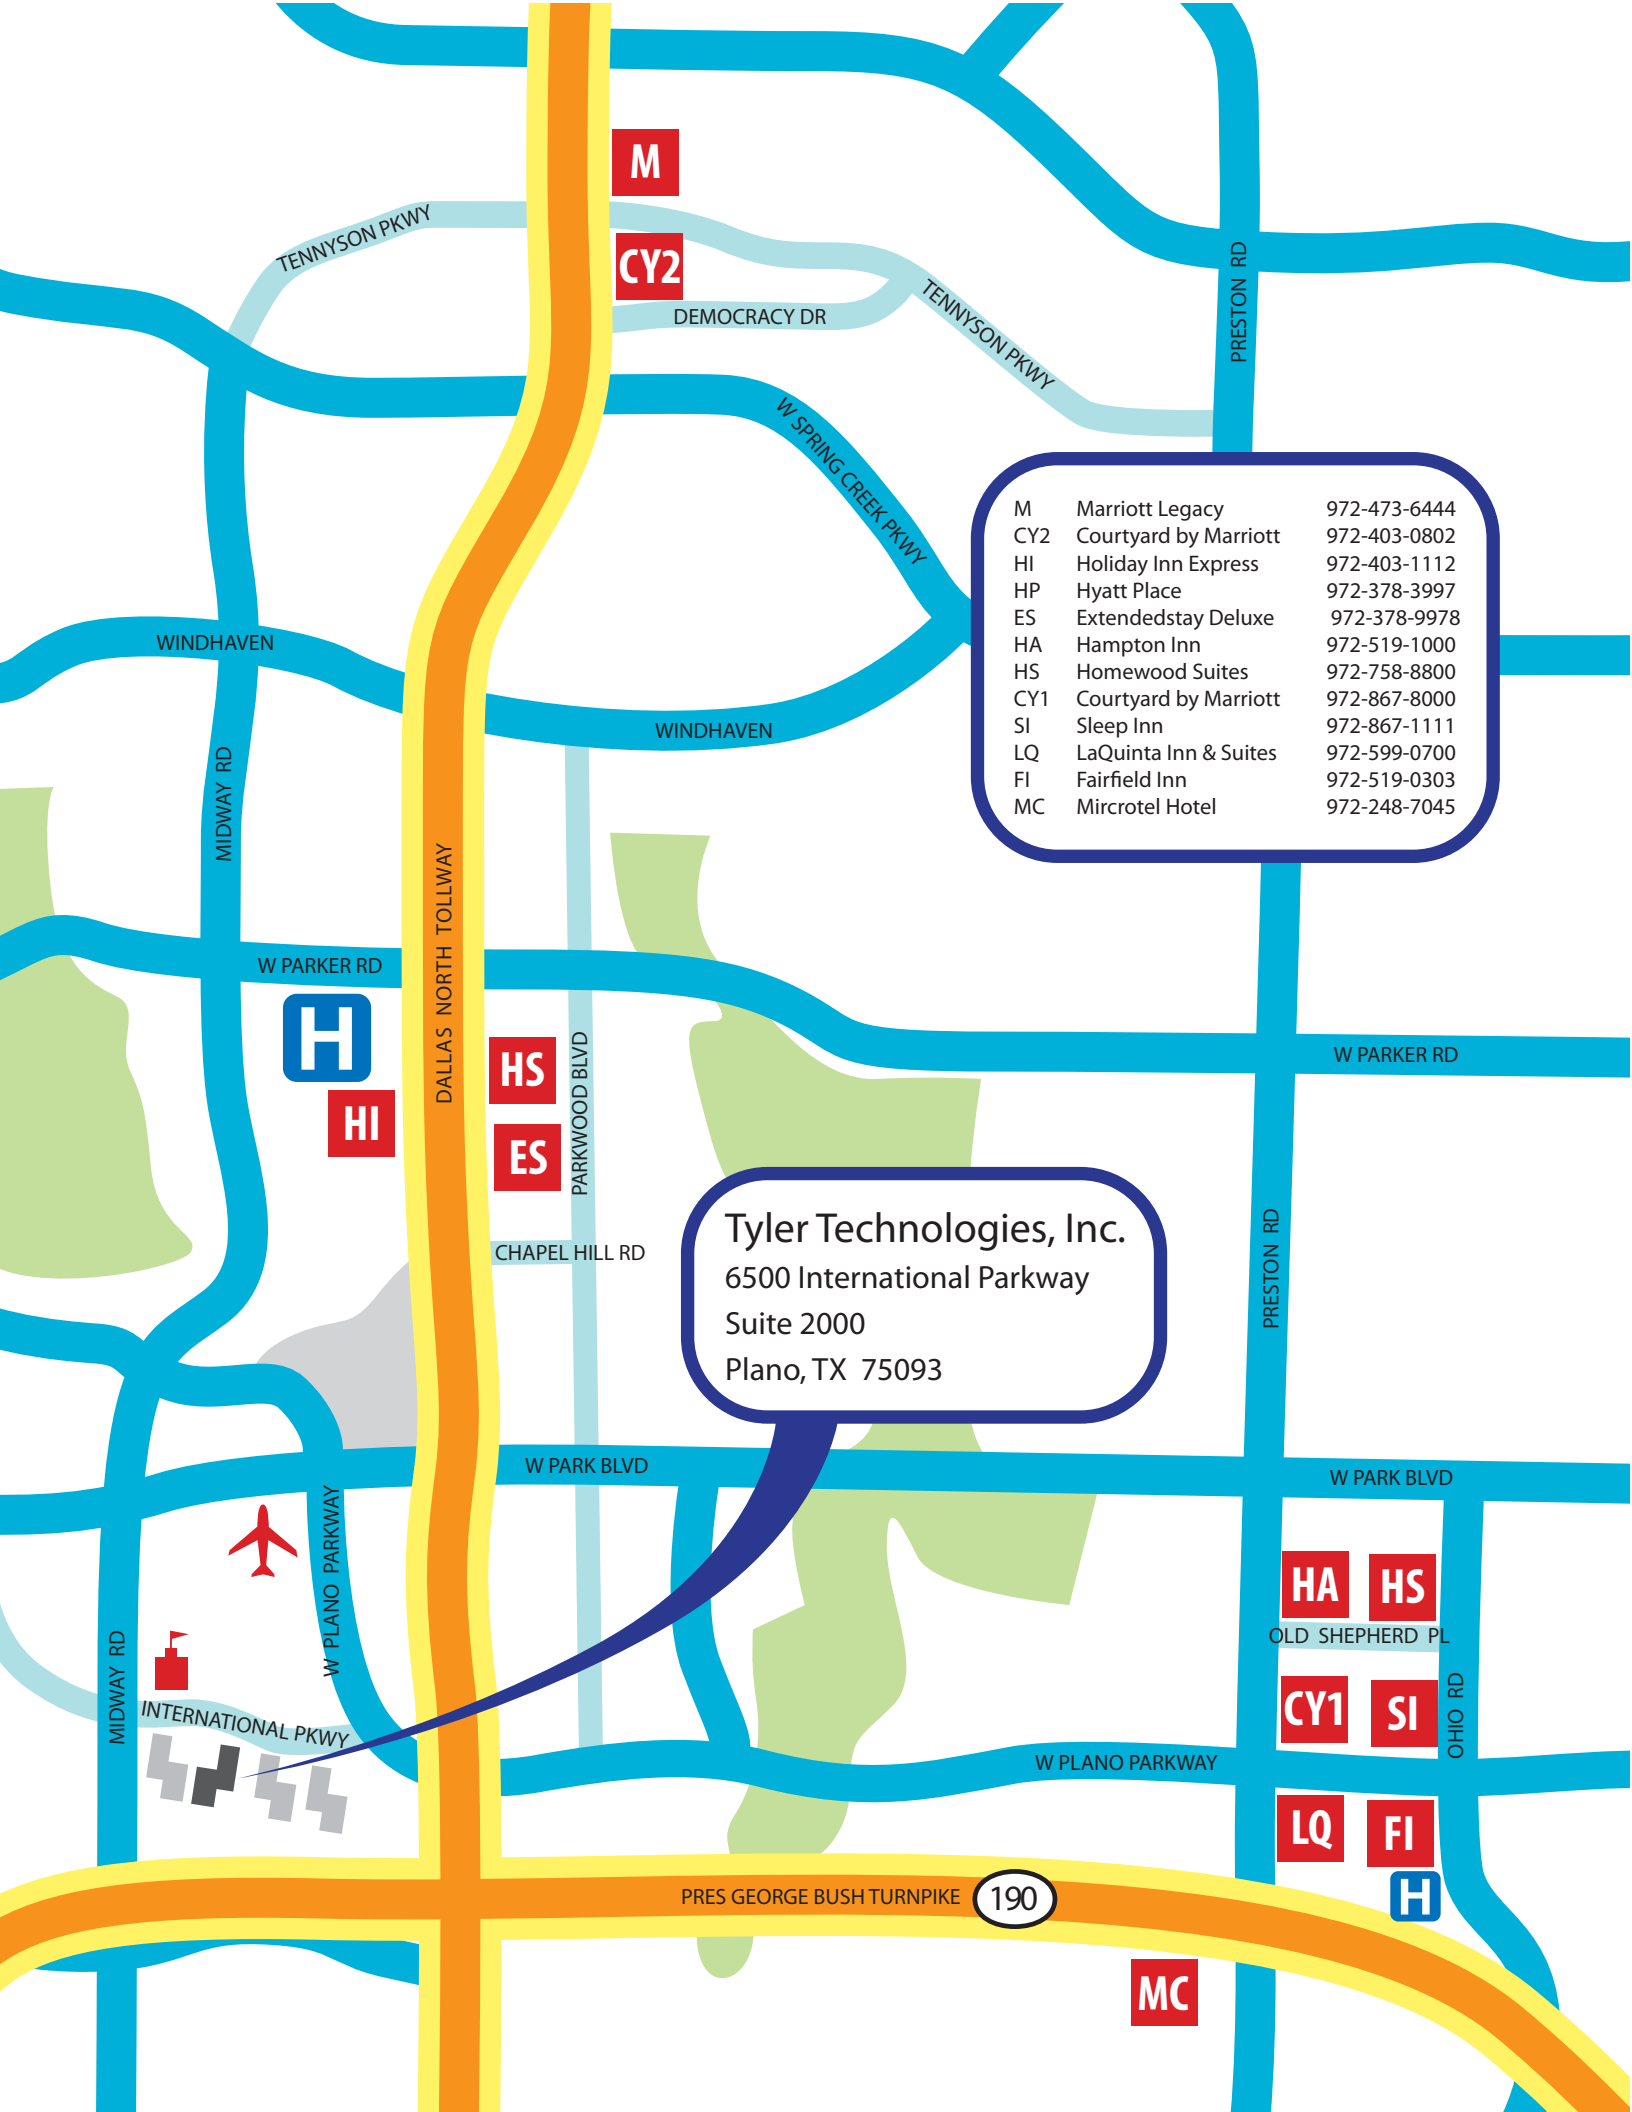 M
TENNYSON PKWY
CY2
DEMOCRACY DR
TENNYSON PKWY
PRESTON RD
W SPRING CREEK PKWY
M Marriott Legacy 972-473-6444
CY2 Courtyard by Marriott 972-403-0802
HI Holiday Inn Express 972-403-1112
HP Hyatt Place 972-378-3997
ES Extendedstay Deluxe 972-378-9978
HA Hampton Inn 972-519-1000
HS Homewood Suites 972-758-8800
CY1 Courtyard by Marriott 972-867-8000
SI Sleep Inn 972-867-1111
LQ LaQuinta Inn & Suites 972-599-0700
FI Fairfield Inn 972-519-0303
MC Mircrotel Hotel 972-248-7045
WINDHAVEN
WINDHAVEN
MIDWAY RD
DALLAS NORTH TOLLWAY
W PARKER RD
H
HI
HS
ES
PARKWOOD BLVD
W PARKER RD
CHAPEL HILL RD
Tyler Technologies, Inc.
6500 International Parkway
Suite 2000
Plano, TX 75093
PRESTON RD
W PARK BLVD
W PARK BLVD
W PLANO PARKWAY
MIDWAY RD
INTERNATIONAL PKWY
HA
HS
OLD SHEPHERD PL
CY1
SI
OHIO RD
W PLANO PARKWAY
LQ
FI
H
PRES GEORGE BUSH TURNPIKE
190
MC